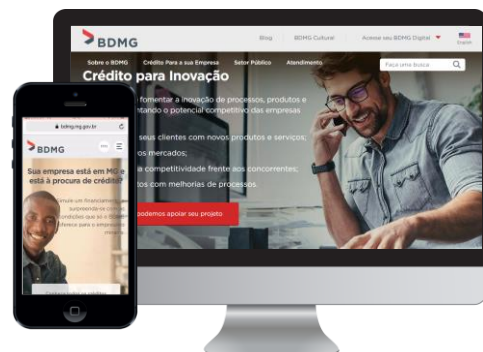 BDMG
Blog
BDMG Cultural
Acesse seu BDMG Digital
English
Sobre o BDMG
Crédito Para a sua Empresa
Setor Público
Atendimento
Faça uma busca
Crédito para Inovação
fomentar a inovação de processos, produtos e
ntando o potencial competitivo das empresas
seus clientes com novos produtos e serviços;
os mercados;
a competitividade frente aos concorrentes;
tos com melhorias de processos.
podemos apoiar seu projeto
bdmg.mg.gov.br
BDMG
Sua empresa está em MG e
está à procura de crédito?